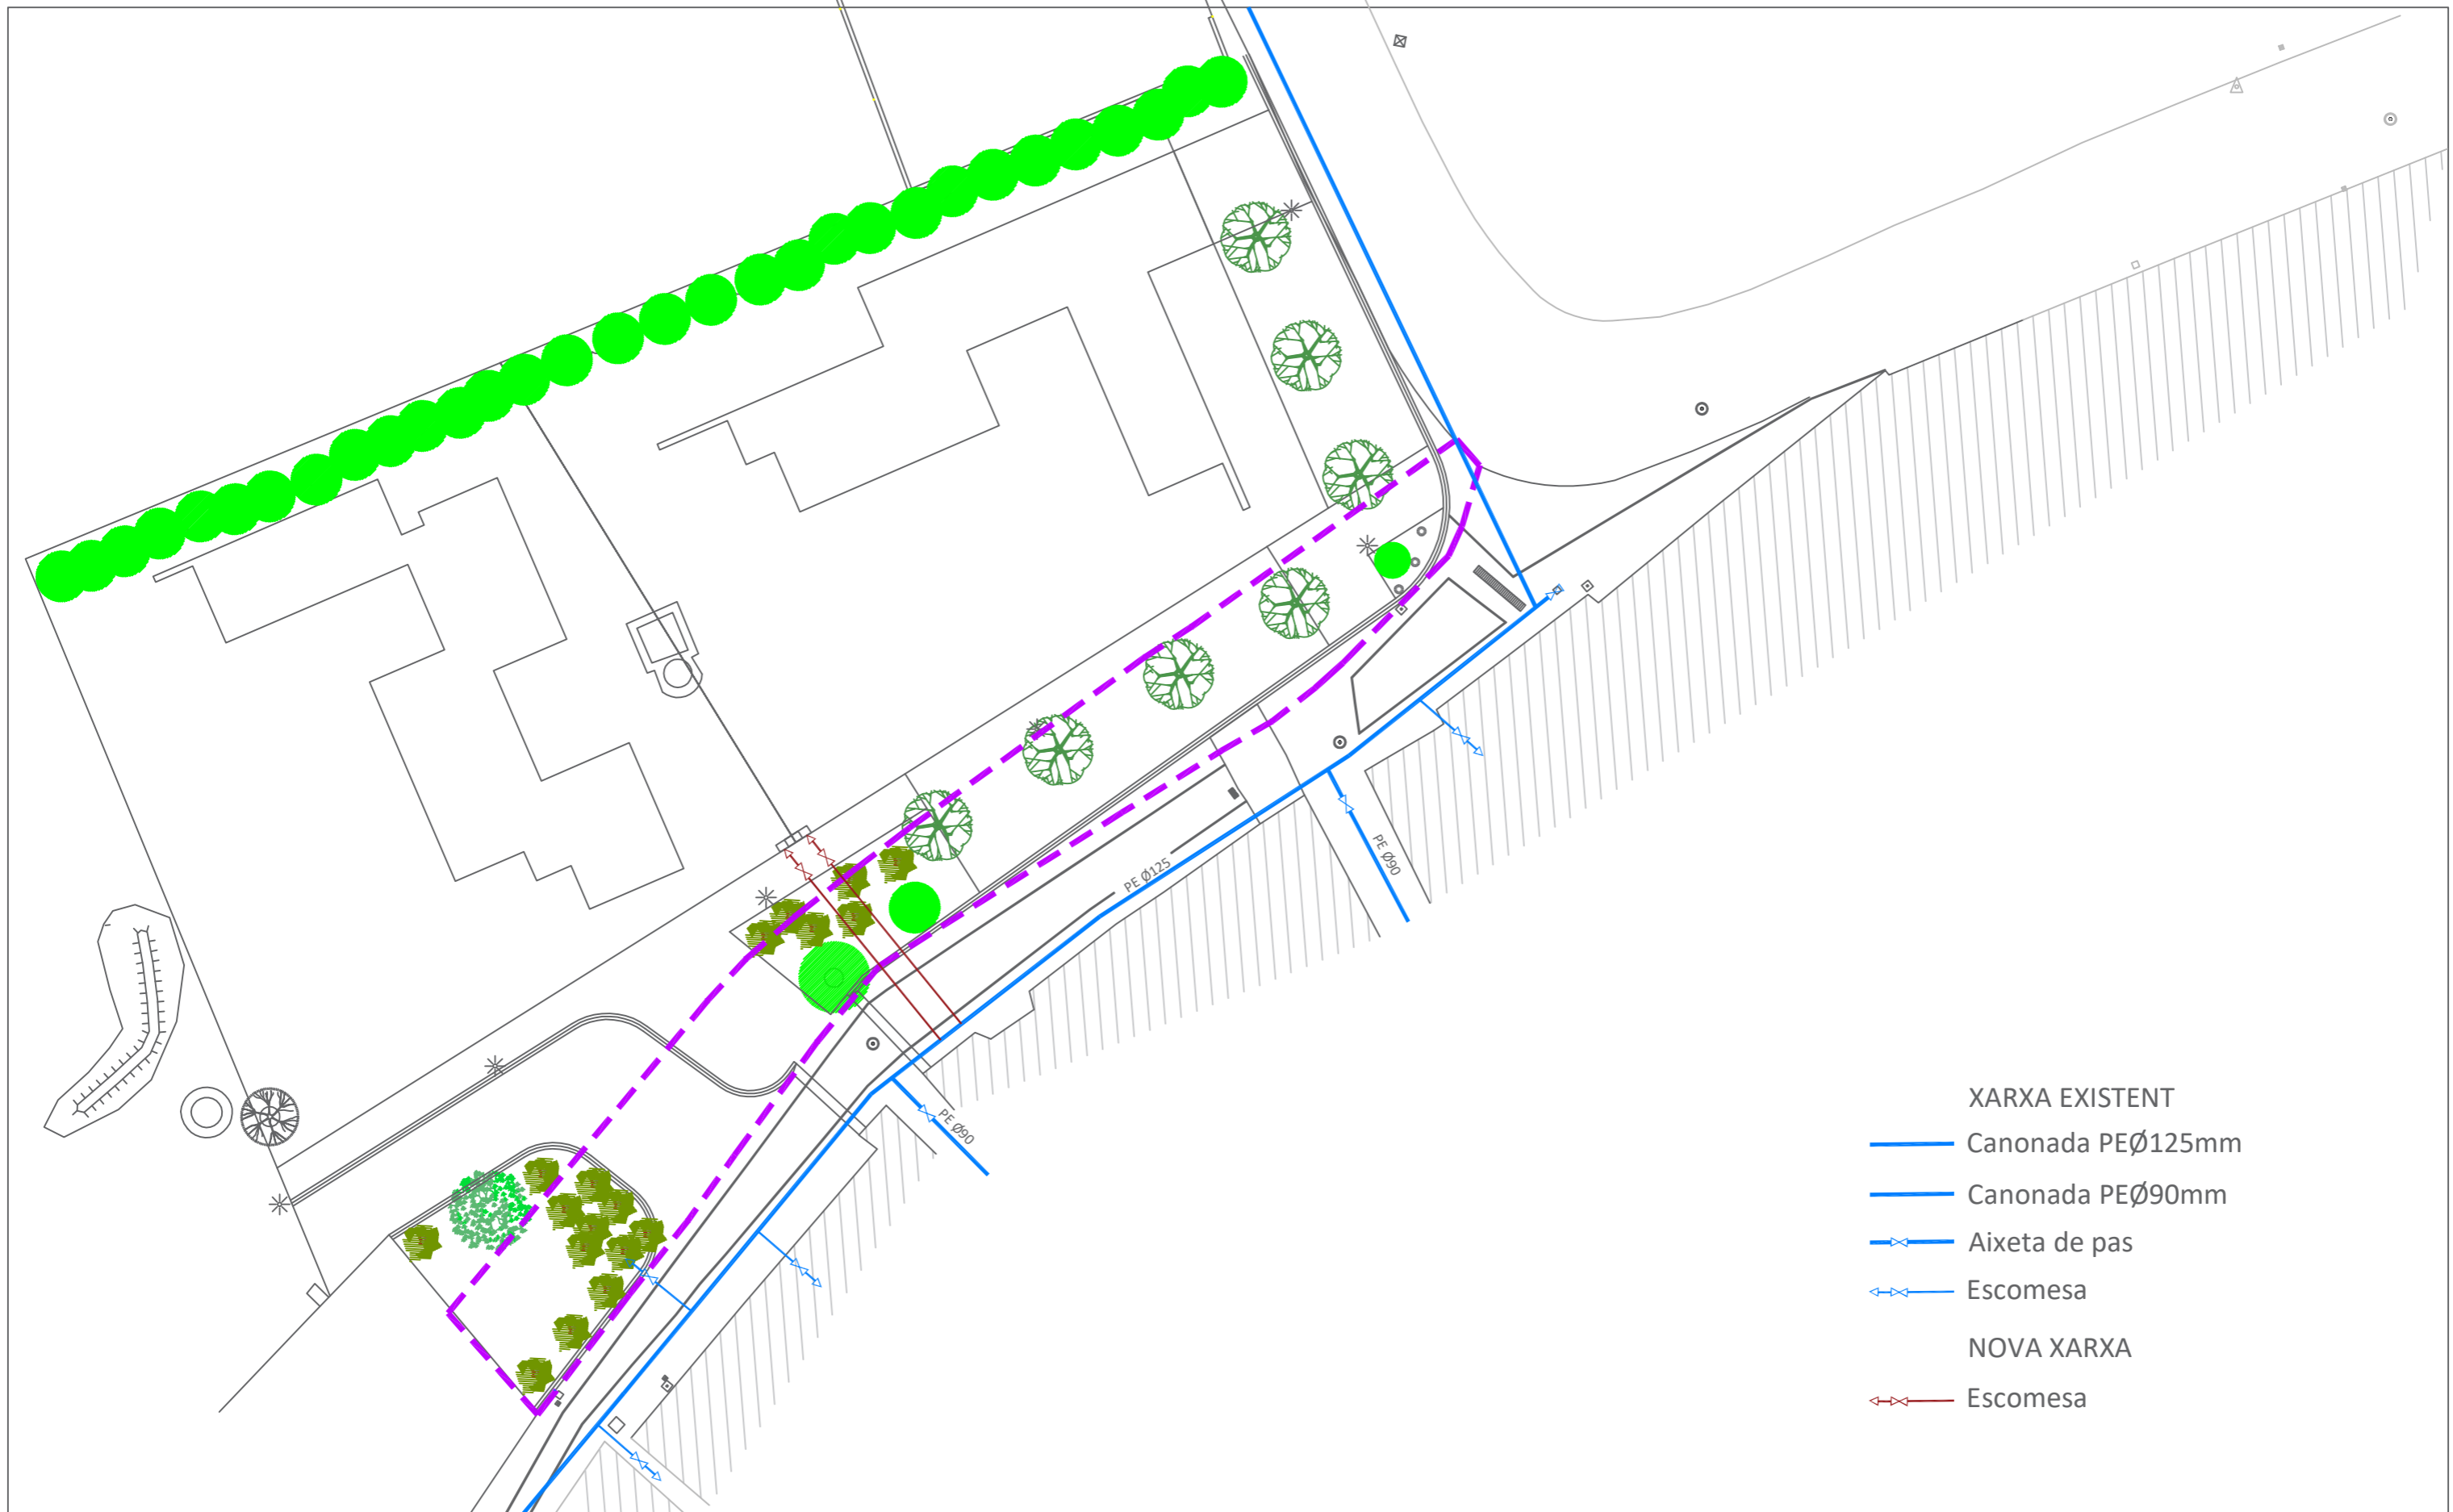 PE Ø125
PE Ø90
PE Ø90
XARXA EXISTENT
Canonada PEØ125mm
Canonada PEØ90mm
Aixeta de pas
Escomesa
NOVA XARXA
Escomesa